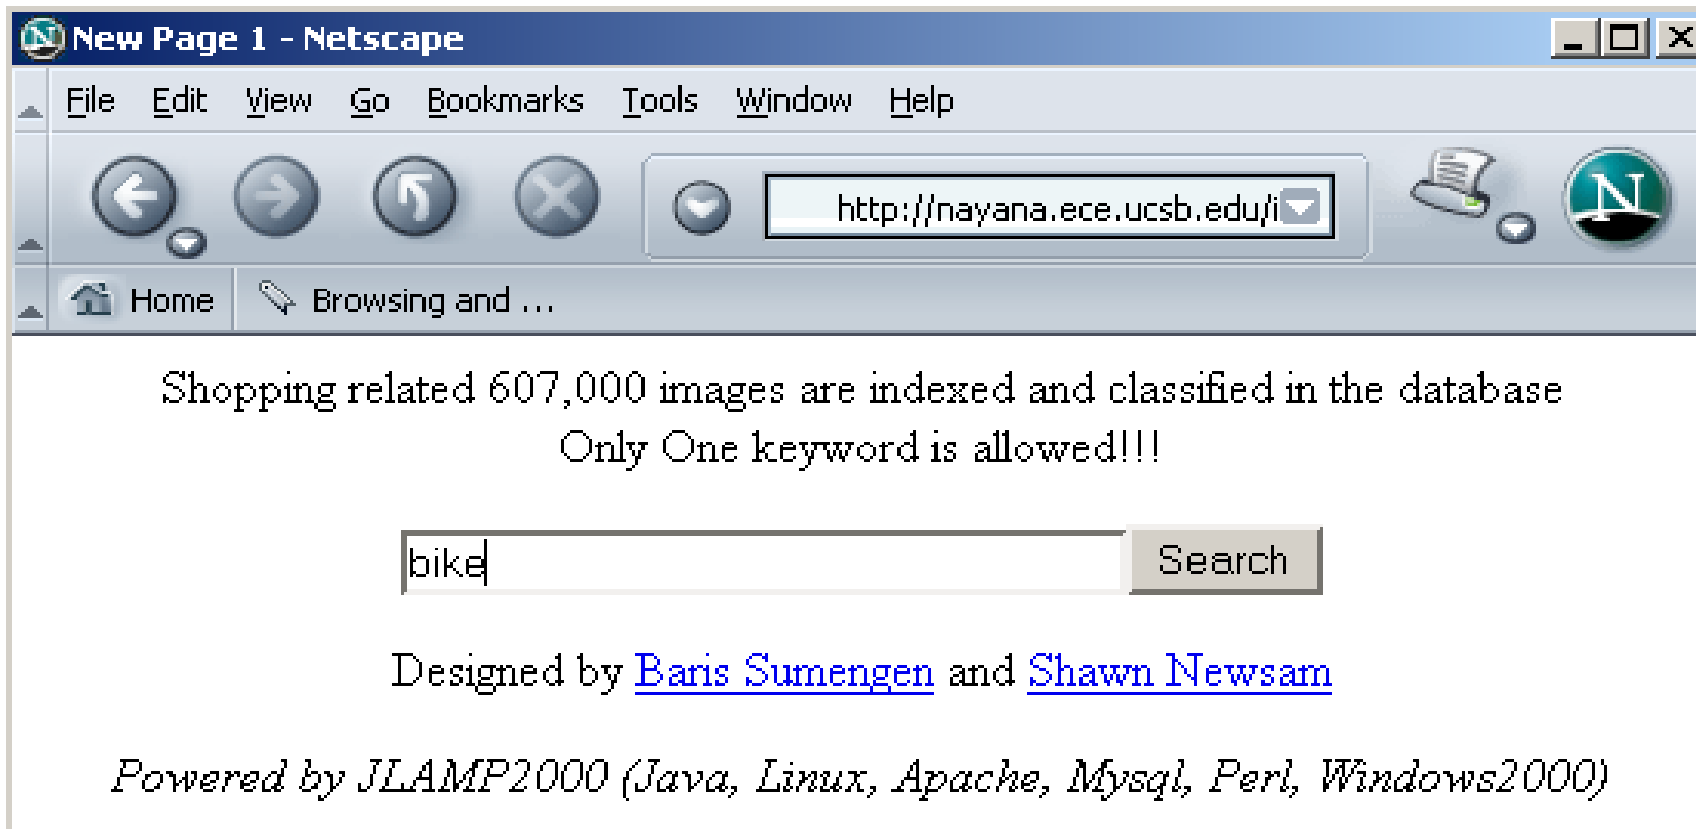 New Page 1 - Netscape
File Edit View Go Bookmarks Tools Window Help
http://nayana.ece.ucsb.edu/i
N
Home Browsing and ...
Shopping related 607,000 images are indexed and classified in the database
Only One keyword is allowed!!!
bike Search
Designed by Baris Sumengen and Shawn Newsam
Powered by JLAMP2000 (Java, Linux, Apache, Mysql, Perl, Windows2000)